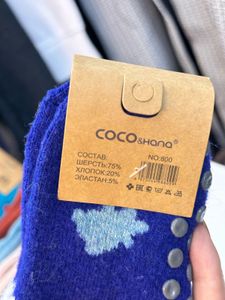 COCO&Hana
СОСТАВ:
NO:800
ШЕРСТЬ:75%
ХЛОПОК:20%
ЭЛАСТАН:5%